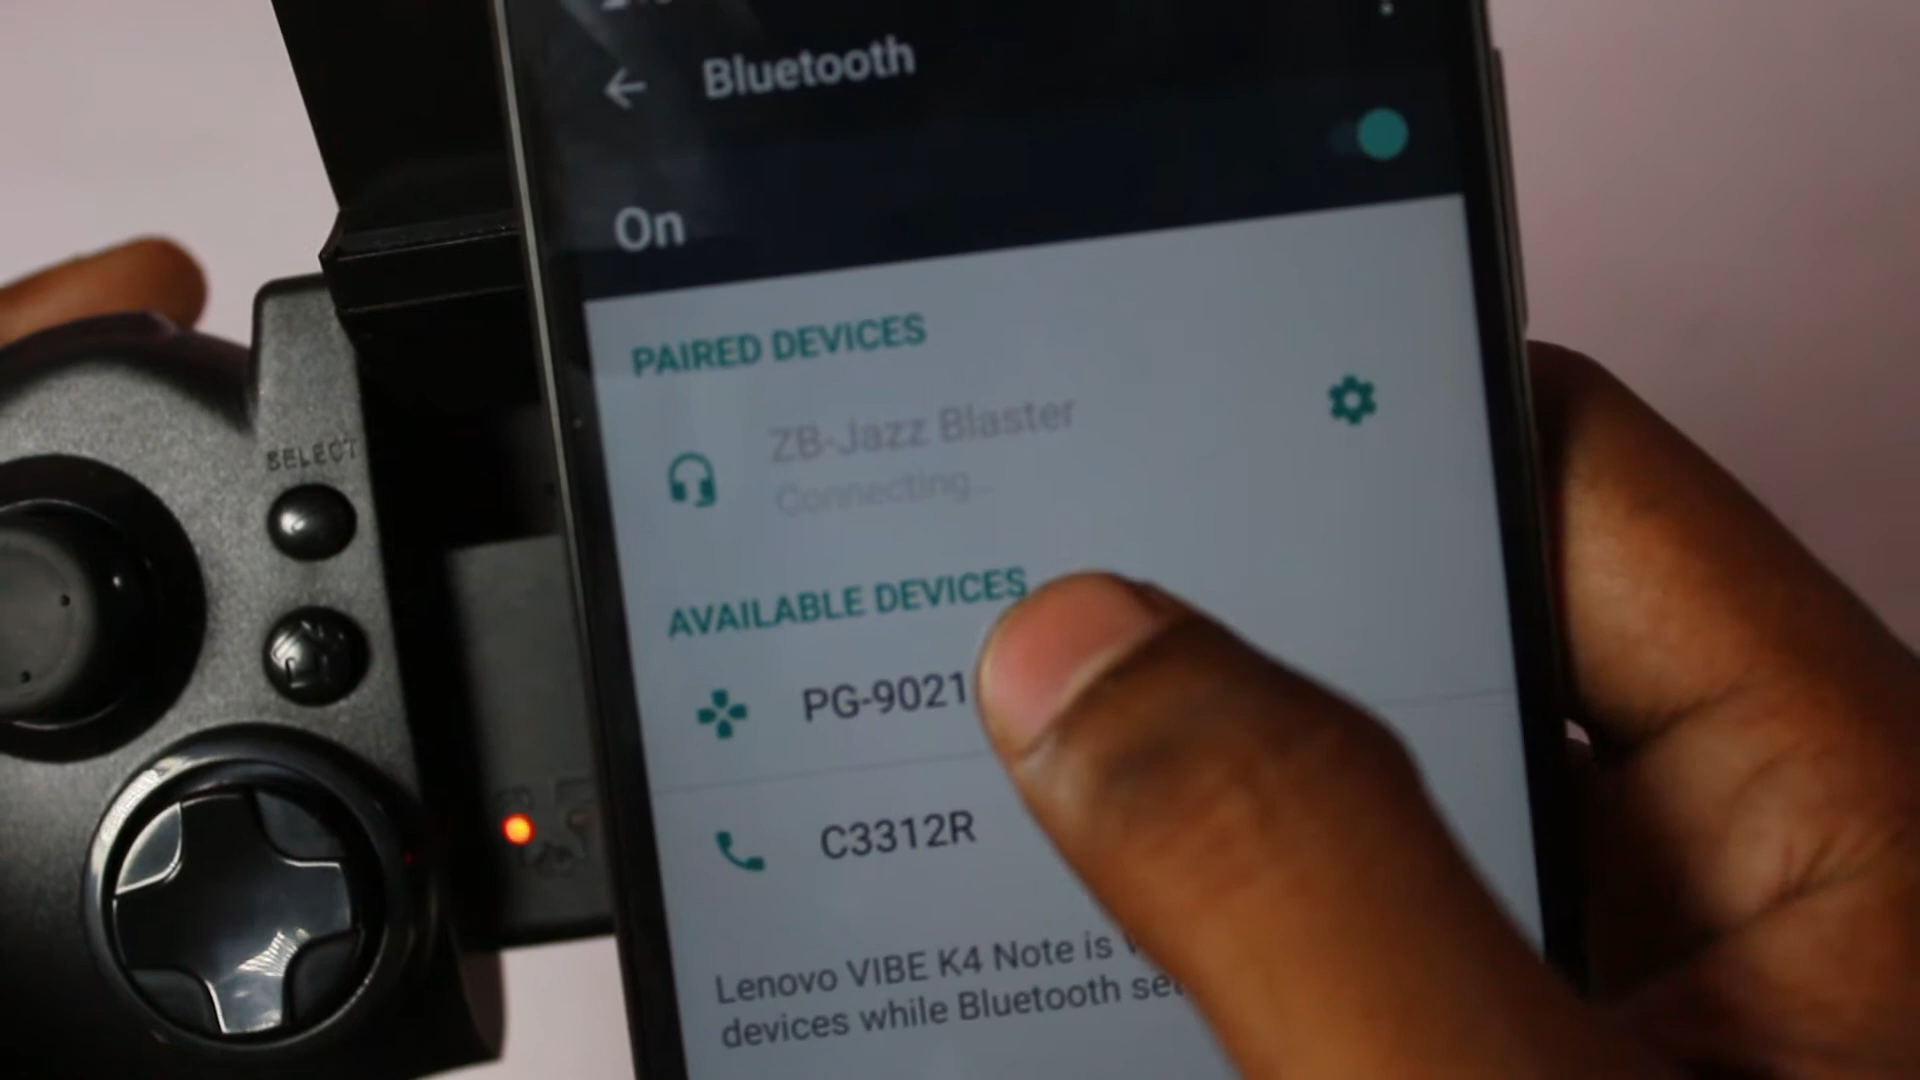 Bluetooth
On
PAIRED DEVICES
ZB-Jazz Blaster
Connecting...
AVAILABLE DEVICES
PG-9021
C3312R
Lenovo VIBE K4 Note is
devices while Bluetooth
SELECT